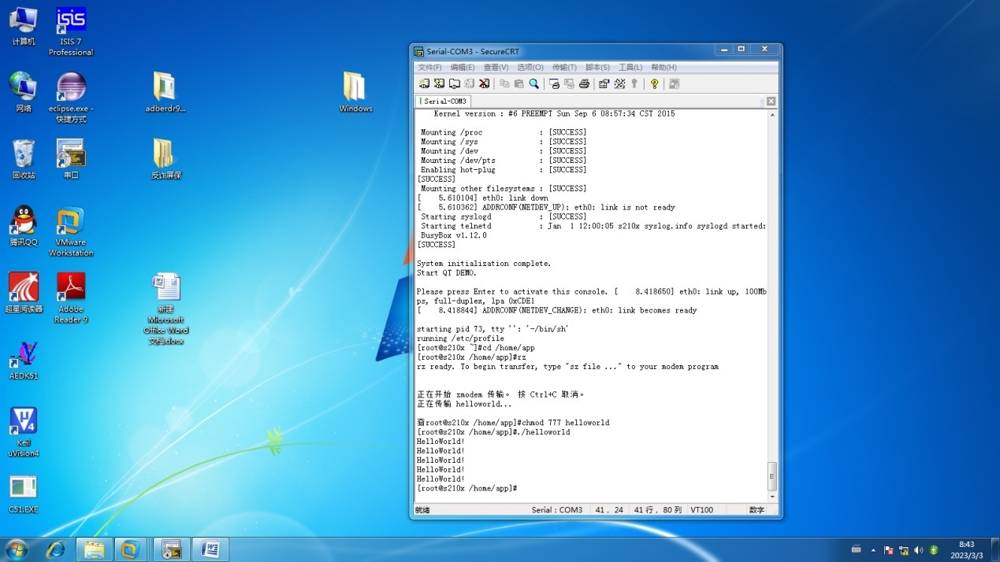 计算机
isis
ISIS 7
Professional
网络
eclipse.exe -
快捷方式
adberdr9...
Windows
回收站
串口
反诈屏保
腾讯QQ
VMware
Workstation
超星阅读器
Adobe
Reader 9
新建
Microsoft
Office Word
文档.docx
AEDK51
Keil
uVision4
C51.EXE
Serial-COM3 - SecureCRT
文件(F) 编辑(E) 查看(V) 选项(O) 传输(T) 脚本(S) 工具(L) 帮助(H)
Serial-COM3
Kernel version : #6 PREEMPT Sun Sep 6 08:57:34 CST 2015
Mounting /proc : [SUCCESS]
Mounting /sys : [SUCCESS]
Mounting /dev : [SUCCESS]
Mounting /dev/pts : [SUCCESS]
Enabling hot-plug : [SUCCESS]
[SUCCESS]
Mounting other filesystems : [SUCCESS]
[ 5.610104] eth0: link down
[ 5.610362] ADDRCONF(NETDEV_UP): eth0: link is not ready
Starting syslogd : [SUCCESS]
Starting telnetd : Jan 1 12:00:05 s210x syslog.info syslogd started:
BusyBox v1.12.0
[SUCCESS]
System initialization complete.
Start QT DEMO.
Please press Enter to activate this console. [ 8.418650] eth0: link up, 100Mb
ps, full-duplex, lpa 0xCDE1
[ 8.418844] ADDRCONF(NETDEV_CHANGE): eth0: link becomes ready
starting pid 73, tty '': '-/bin/sh'
running /etc/profile
[root@s210x ~]#cd /home/app
[root@s210x /home/app]#rz
rz ready. To begin transfer, type "sz file ..." to your modem program
正在开始 zmodem 传输。 按 Ctrl+C 取消。
正在传输 helloworld...
root@s210x /home/app]#chmod 777 helloworld
[root@s210x /home/app]#./helloworld
HelloWorld!
HelloWorld!
HelloWorld!
HelloWorld!
HelloWorld!
[root@s210x /home/app]#
就绪 Serial : COM3 41 , 24 41 行 , 80 列 VT100 数字
8:43
2023/3/3